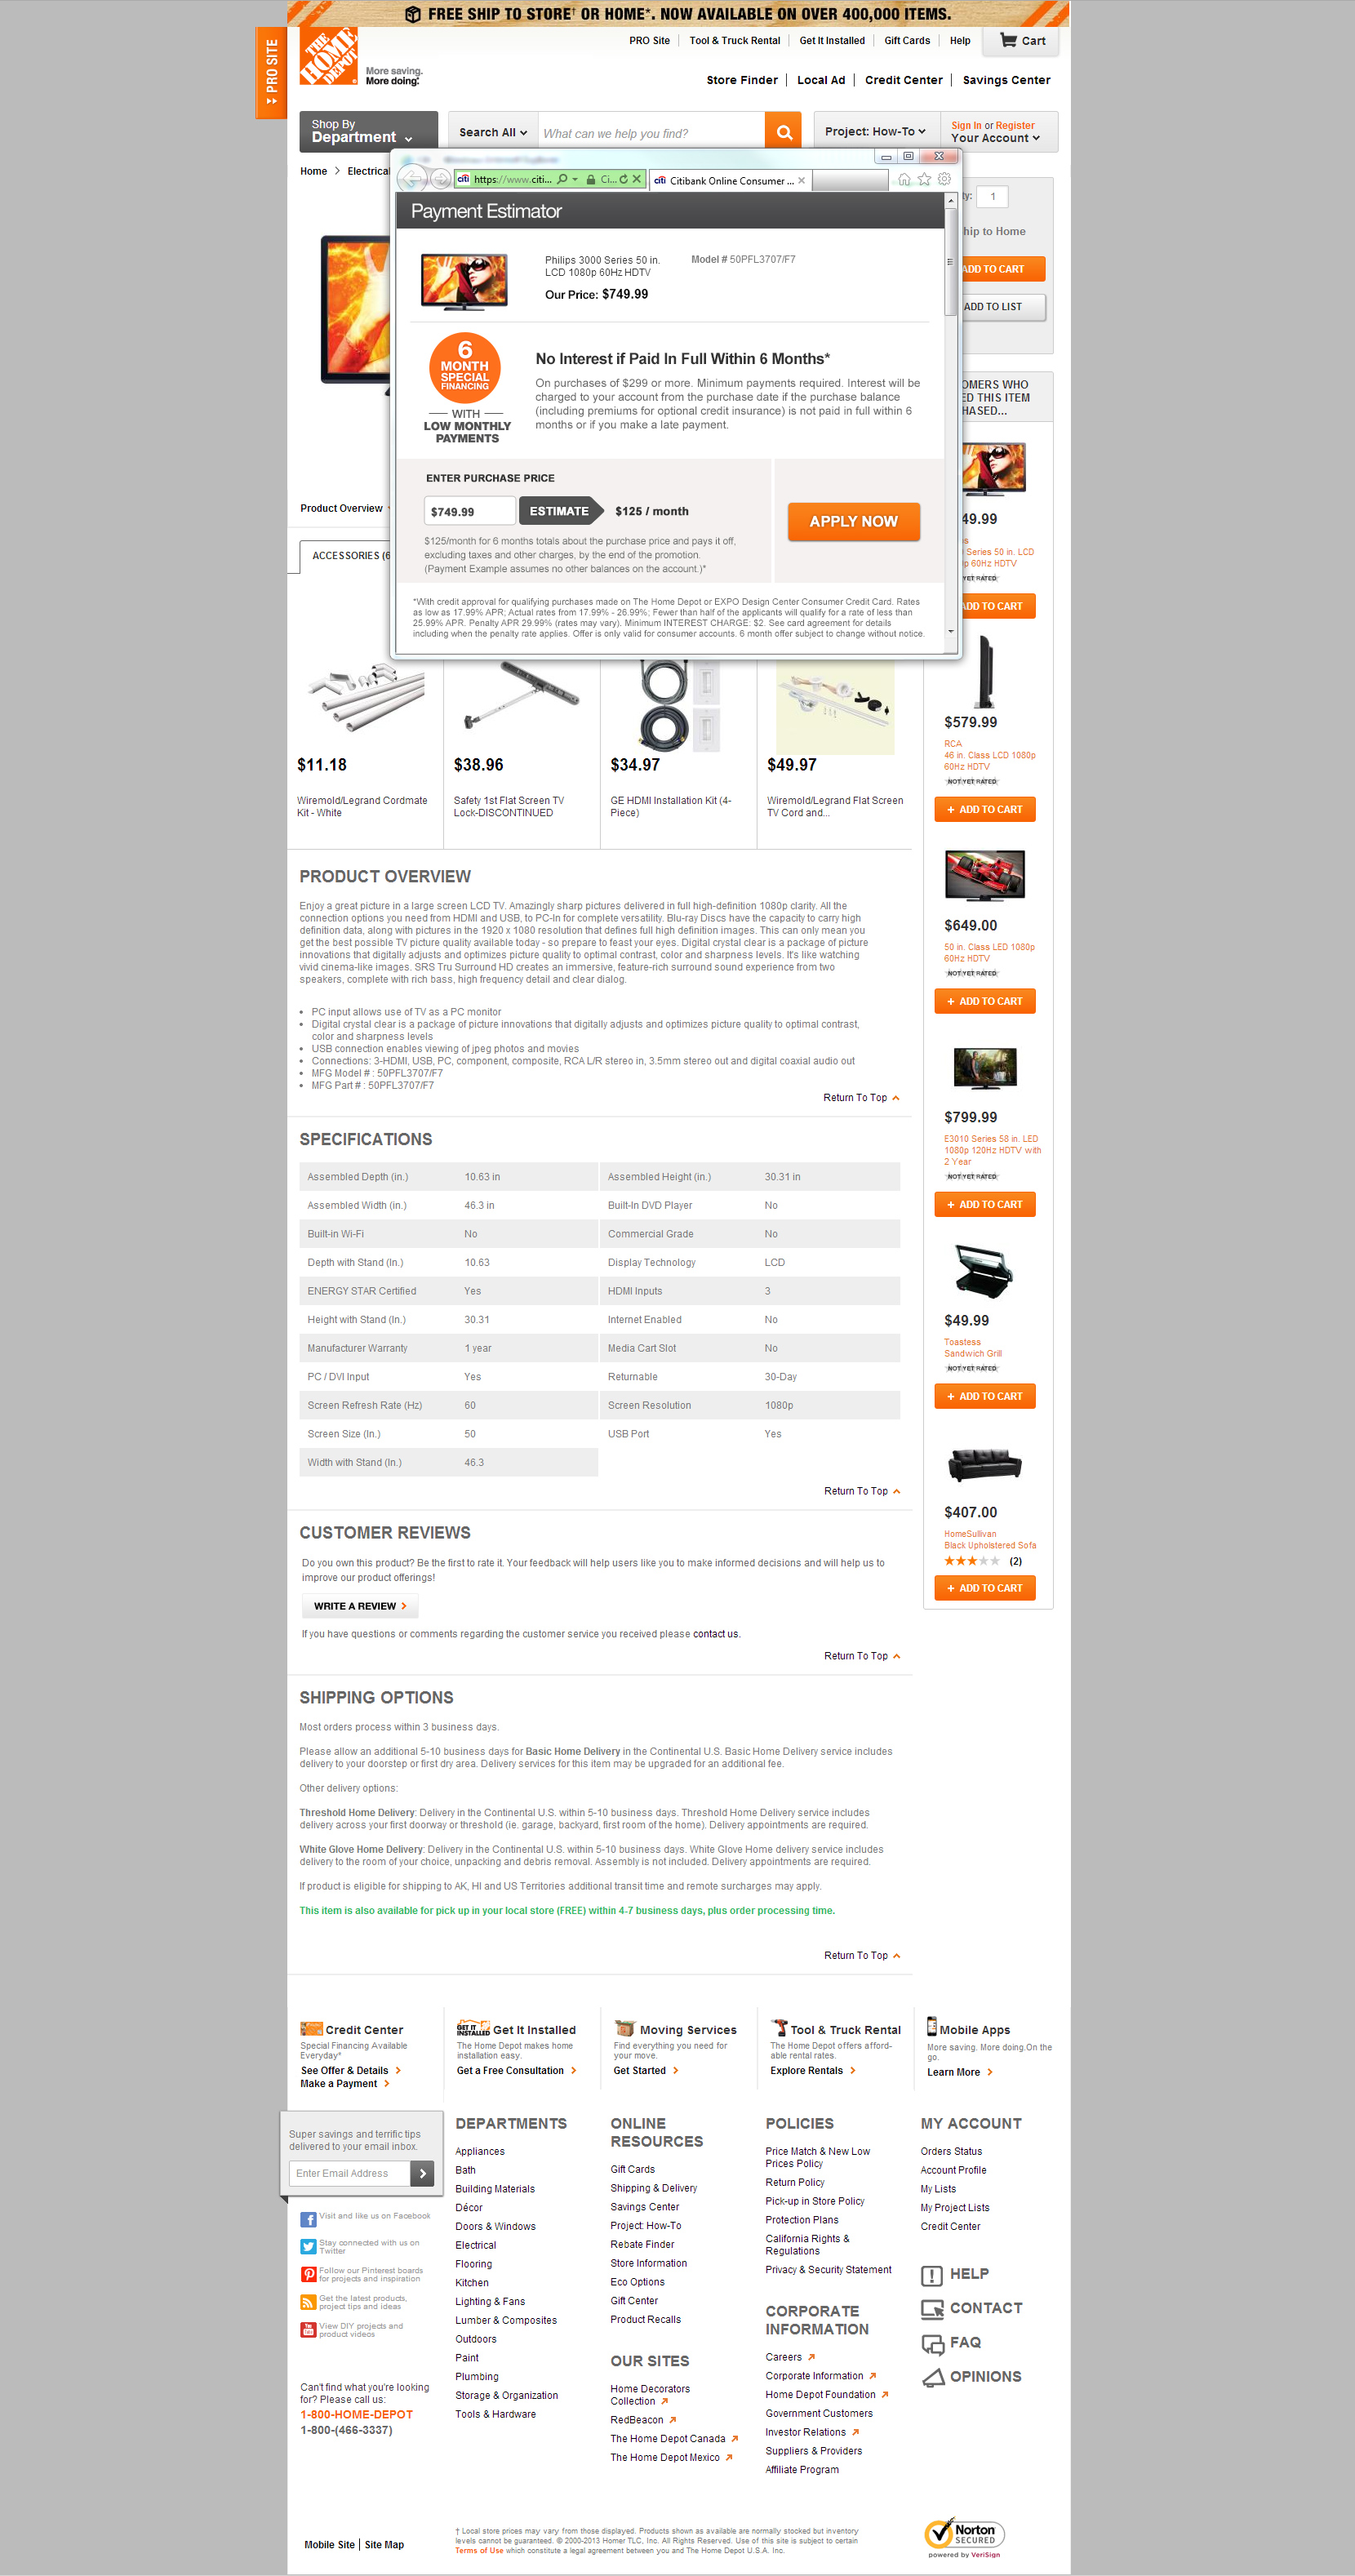 FREE SHIP TO STORE† OR HOME*. NOW AVAILABLE ON OVER 400,000 ITEMS.
PRO SITE
THE HOME DEPOT
More saving.
More doing.
PRO Site
Tool & Truck Rental
Get It Installed
Gift Cards
Help
Cart
Store Finder
Local Ad
Credit Center
Savings Center
Shop By
Department
Search All
What can we help you find?
Project: How-To
Sign In or Register
Your Account
Home > Electrical
https://www.citi...
Ci...
Citibank Online Consumer ...
Payment Estimator
Philips 3000 Series 50 in.
LCD 1080p 60Hz HDTV
Our Price: $749.99
Model # 50PFL3707/F7
6
MONTH
SPECIAL
FINANCING
WITH
LOW MONTHLY
PAYMENTS
No Interest if Paid In Full Within 6 Months*
On purchases of $299 or more. Minimum payments required. Interest will be
charged to your account from the purchase date if the purchase balance
(including premiums for optional credit insurance) is not paid in full within 6
months or if you make a late payment.
ENTER PURCHASE PRICE
$749.99
ESTIMATE
$125 / month
$125/month for 6 months totals about the purchase price and pays it off,
excluding taxes and other charges, by the end of the promotion.
(Payment Example assumes no other balances on the account.)*
APPLY NOW
*With credit approval for qualifying purchases made on The Home Depot or EXPO Design Center Consumer Credit Card. Rates
as low as 17.99% APR; Actual rates from 17.99% - 26.99%; Fewer than half of the applicants will qualify for a rate of less than
25.99% APR. Penalty APR 29.99% (rates may vary). Minimum INTEREST CHARGE: $2. See card agreement for details
including when the penalty rate applies. Offer is only valid for consumer accounts. 6 month offer subject to change without notice.
ty: 1
hip to Home
ADD TO CART
ADD TO LIST
OMERS WHO
ED THIS ITEM
HASED...
49.99
s
Series 50 in. LCD
p 60Hz HDTV
YET RATED
ADD TO CART
$579.99
RCA
46 in. Class LCD 1080p
60Hz HDTV
NOT YET RATED
+ ADD TO CART
$649.00
50 in. Class LED 1080p
60Hz HDTV
NOT YET RATED
+ ADD TO CART
$799.99
E3010 Series 58 in. LED
1080p 120Hz HDTV with
2 Year
NOT YET RATED
+ ADD TO CART
$49.99
Toastess
Sandwich Grill
NOT YET RATED
+ ADD TO CART
$407.00
HomeSullivan
Black Upholstered Sofa
(2)
+ ADD TO CART
Product Overview
ACCESSORIES (6
$11.18
Wiremold/Legrand Cordmate
Kit - White
$38.96
Safety 1st Flat Screen TV
Lock-DISCONTINUED
$34.97
GE HDMI Installation Kit (4-
Piece)
$49.97
Wiremold/Legrand Flat Screen
TV Cord and...
PRODUCT OVERVIEW
Enjoy a great picture in a large screen LCD TV. Amazingly sharp pictures delivered in full high-definition 1080p clarity. All the
connection options you need from HDMI and USB, to PC-In for complete versatility. Blu-ray Discs have the capacity to carry high
definition data, along with pictures in the 1920 x 1080 resolution that defines full high definition images. This can only mean you
get the best possible TV picture quality available today - so prepare to feast your eyes. Digital crystal clear is a package of picture
innovations that digitally adjusts and optimizes picture quality to optimal contrast, color and sharpness levels. It's like watching
vivid cinema-like images. SRS Tru Surround HD creates an immersive, feature-rich surround sound experience from two
speakers, complete with rich bass, high frequency detail and clear dialog.
• PC input allows use of TV as a PC monitor
• Digital crystal clear is a package of picture innovations that digitally adjusts and optimizes picture quality to optimal contrast,
color and sharpness levels
• USB connection enables viewing of jpeg photos and movies
• Connections: 3-HDMI, USB, PC, component, composite, RCA L/R stereo in, 3.5mm stereo out and digital coaxial audio out
• MFG Model # : 50PFL3707/F7
• MFG Part # : 50PFL3707/F7
Return To Top
SPECIFICATIONS
Assembled Depth (in.) 10.63 in Assembled Height (in.) 30.31 in
Assembled Width (in.) 46.3 in Built-In DVD Player No
Built-in Wi-Fi No Commercial Grade No
Depth with Stand (In.) 10.63 Display Technology LCD
ENERGY STAR Certified Yes HDMI Inputs 3
Height with Stand (In.) 30.31 Internet Enabled No
Manufacturer Warranty 1 year Media Cart Slot No
PC / DVI Input Yes Returnable 30-Day
Screen Refresh Rate (Hz) 60 Screen Resolution 1080p
Screen Size (In.) 50 USB Port Yes
Width with Stand (In.) 46.3
Return To Top
CUSTOMER REVIEWS
Do you own this product? Be the first to rate it. Your feedback will help users like you to make informed decisions and will help us to
improve our product offerings!
WRITE A REVIEW
If you have questions or comments regarding the customer service you received please contact us.
Return To Top
SHIPPING OPTIONS
Most orders process within 3 business days.
Please allow an additional 5-10 business days for Basic Home Delivery in the Continental U.S. Basic Home Delivery service includes
delivery to your doorstep or first dry area. Delivery services for this item may be upgraded for an additional fee.
Other delivery options:
Threshold Home Delivery: Delivery in the Continental U.S. within 5-10 business days. Threshold Home Delivery service includes
delivery across your first doorway or threshold (ie. garage, backyard, first room of the home). Delivery appointments are required.
White Glove Home Delivery: Delivery in the Continental U.S. within 5-10 business days. White Glove Home delivery service includes
delivery to the room of your choice, unpacking and debris removal. Assembly is not included. Delivery appointments are required.
If product is eligible for shipping to AK, HI and US Territories additional transit time and remote surcharges may apply.
This item is also available for pick up in your local store (FREE) within 4-7 business days, plus order processing time.
Return To Top
Credit Center
Special Financing Available
Everyday*
See Offer & Details
Make a Payment
GET IT INSTALLED
Get It Installed
The Home Depot makes home
installation easy.
Get a Free Consultation
Moving Services
Find everything you need for
your move.
Get Started
Tool & Truck Rental
The Home Depot offers afford-
able rental rates.
Explore Rentals
Mobile Apps
More saving. More doing.On the
go.
Learn More
Super savings and terrific tips
delivered to your email inbox.
Enter Email Address
Visit and like us on Facebook
Stay connected with us on
Twitter
Follow our Pinterest boards
for projects and inspiration
Get the latest products,
project tips and ideas
View DIY projects and
product videos
Can't find what you're looking
for? Please call us:
1-800-HOME-DEPOT
1-800-(466-3337)
DEPARTMENTS
Appliances
Bath
Building Materials
Décor
Doors & Windows
Electrical
Flooring
Kitchen
Lighting & Fans
Lumber & Composites
Outdoors
Paint
Plumbing
Storage & Organization
Tools & Hardware
ONLINE
RESOURCES
Gift Cards
Shipping & Delivery
Savings Center
Project: How-To
Rebate Finder
Store Information
Eco Options
Gift Center
Product Recalls
OUR SITES
Home Decorators
Collection
RedBeacon
The Home Depot Canada
The Home Depot Mexico
POLICIES
Price Match & New Low
Prices Policy
Return Policy
Pick-up in Store Policy
Protection Plans
California Rights &
Regulations
Privacy & Security Statement
CORPORATE
INFORMATION
Careers
Corporate Information
Home Depot Foundation
Government Customers
Investor Relations
Suppliers & Providers
Affiliate Program
MY ACCOUNT
Orders Status
Account Profile
My Lists
My Project Lists
Credit Center
HELP
CONTACT
FAQ
OPINIONS
Mobile Site | Site Map
† Local store prices may vary from those displayed. Products shown as available are normally stocked but inventory
levels cannot be guaranteed. © 2000-2013 Homer TLC, Inc. All Rights Reserved. Use of this site is subject to certain
Terms of Use which constitute a legal agreement between you and The Home Depot U.S.A. Inc.
Norton
SECURED
powered by VeriSign